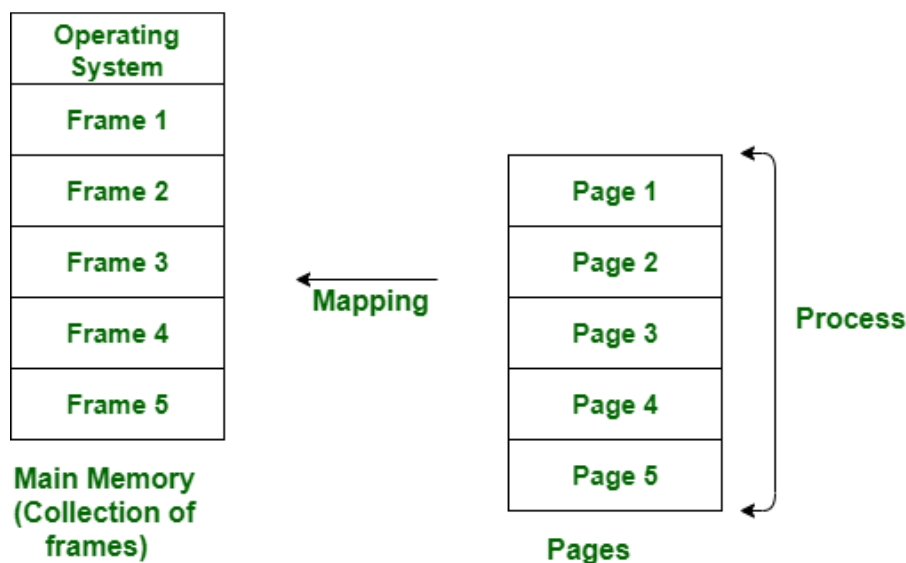 Operating
System
Frame 1
Frame 2
Frame 3
Frame 4
Frame 5
Main Memory
(Collection of
frames)
Mapping
Page 1
Page 2
Page 3
Page 4
Page 5
Pages
Process